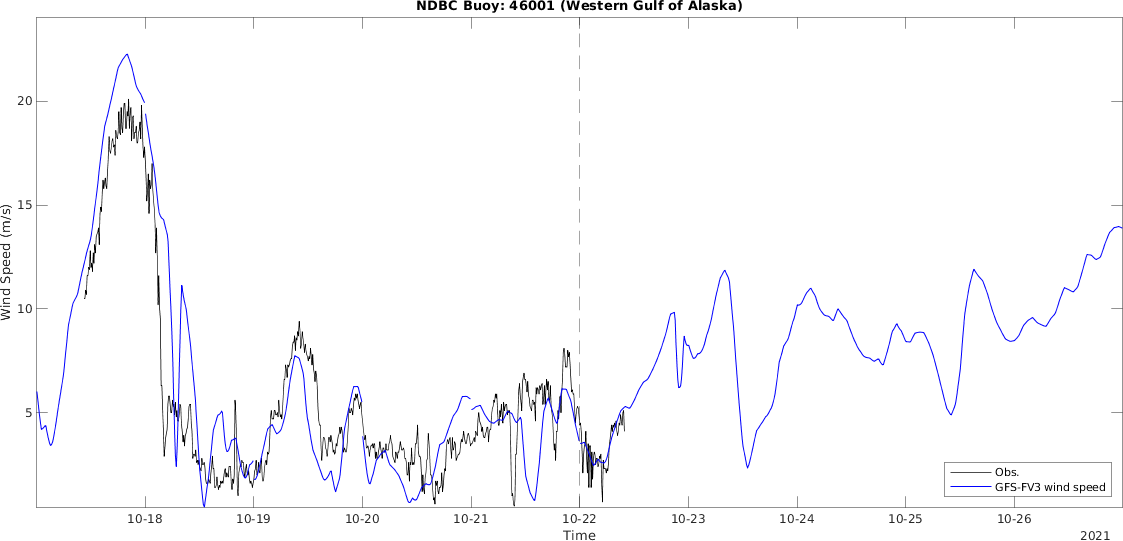 NDBC Buoy: 46001 (Western Gulf of Alaska)
Wind Speed (m/s)
20
15
10
5
Obs.
GFS-FV3 wind speed
10-18 10-19 10-20 10-21 10-22 10-23 10-24 10-25 10-26
Time
2021